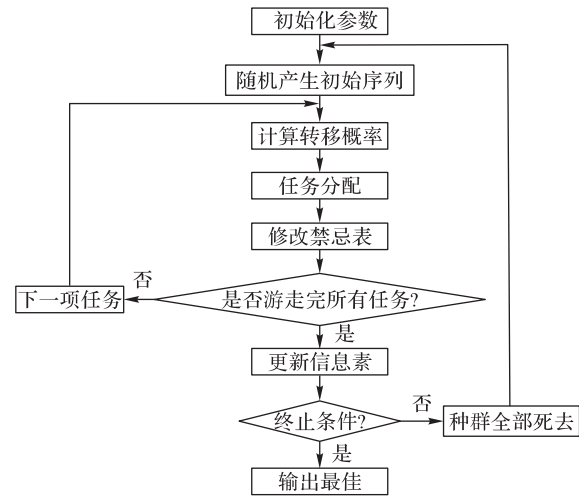 初始化参数
随机产生初始序列
计算转移概率
任务分配
修改禁忌表
否
下一项任务
是否游走完所有任务?
是
更新信息素
终止条件?
否
种群全部死去
是
输出最佳